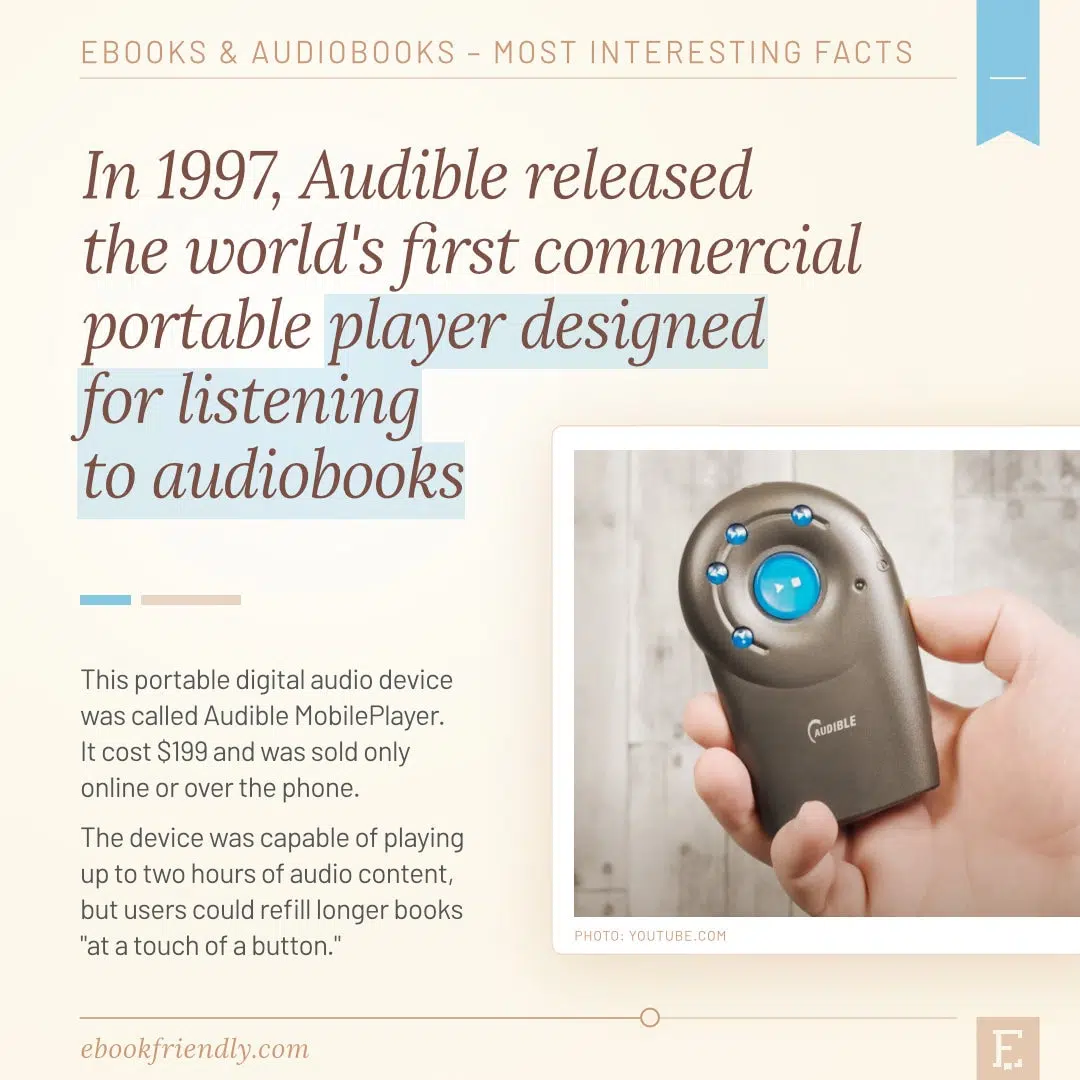 EBOOKS & AUDIOBOOKS – MOST INTERESTING FACTS
In 1997, Audible released
the world's first commercial
portable player designed
for listening
to audiobooks
This portable digital audio device
was called Audible MobilePlayer.
It cost $199 and was sold only
online or over the phone.
The device was capable of playing
up to two hours of audio content,
but users could refill longer books
"at a touch of a button."
AUDIBLE
PHOTO: YOUTUBE.COM
ebookfriendly.com
E